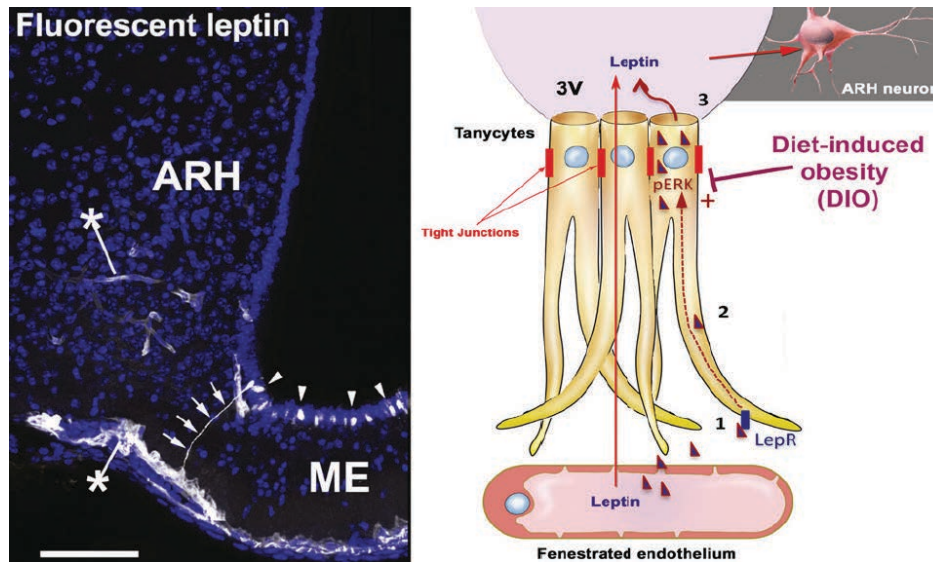 Fluorescent leptin
ARH
*
*
ME
Leptin
3V
3
ARH neuron
Tanycytes
Diet-induced
obesity
(DIO)
pERK
+
Tight Junctions
2
1
LepR
Leptin
Fenestrated endothelium